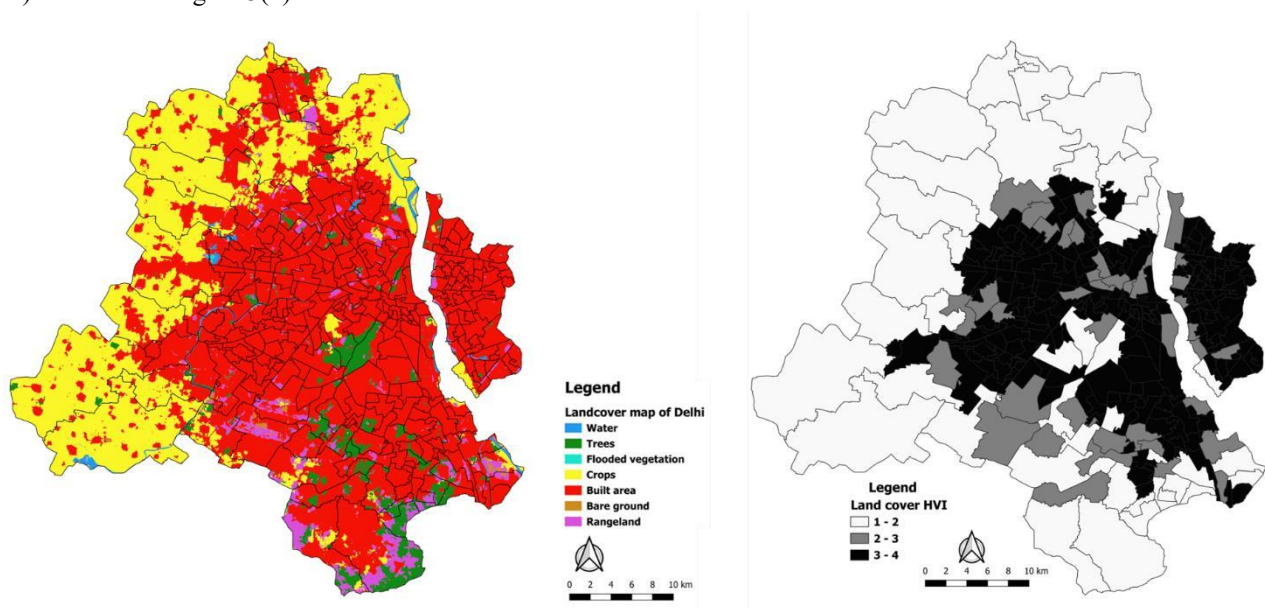 Legend
Landcover map of Delhi
Water
Trees
Flooded vegetation
Crops
Built area
Bare ground
Rangeland
0 2 4 6 8 10 km
Legend
Land cover HVI
1 - 2
2 - 3
3 - 4
0 2 4 6 8 10 km